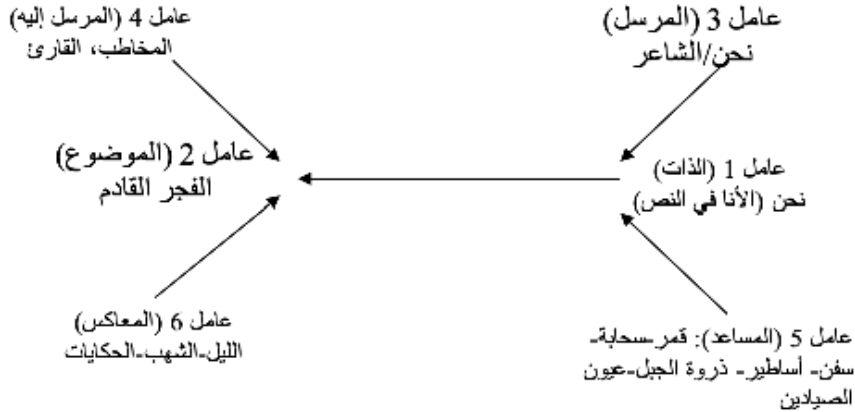 عامل 3 (المرسل)
نحن/الشاعر
عامل 4 (المرسل إليه)
المخاطب، القارئ
عامل 1 (الذات)
نحن (الأنا في النص)
عامل 2 (الموضوع)
الفجر القادم
عامل 5 (المساعد): قمر-سحابة-
سفن- أساطير- ذروة الجبل-عيون
الصيادين
عامل 6 (المعاكس)
الليل-الشهب-الحكايات